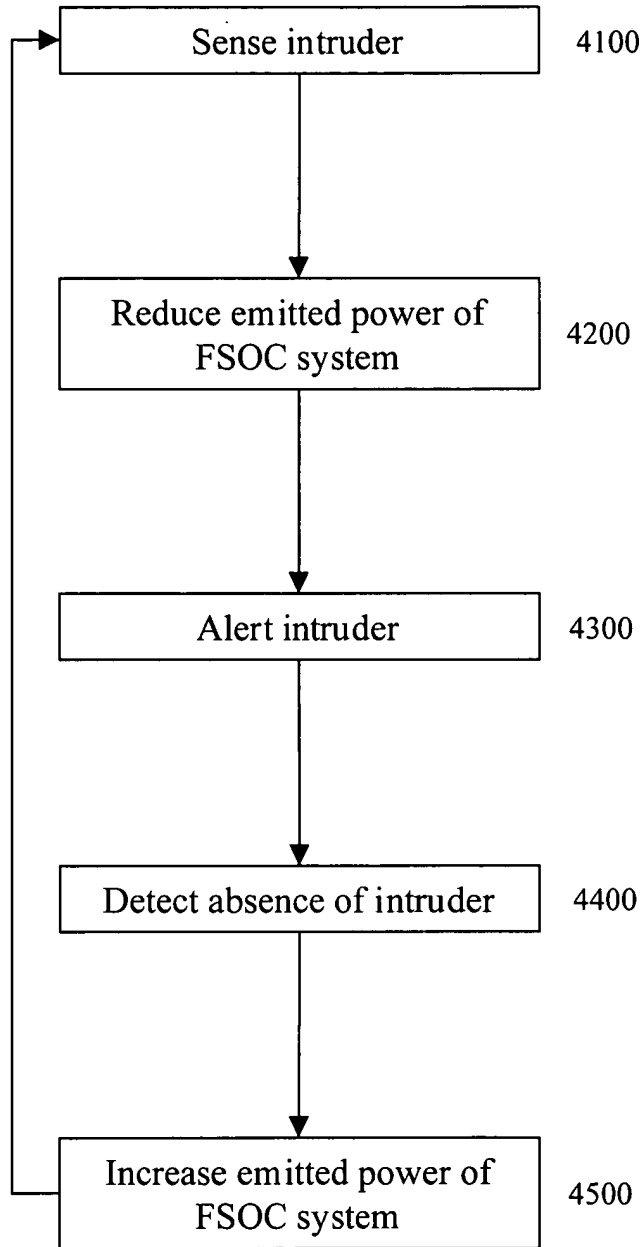 Sense intruder 4100
Reduce emitted power of
FSOC system
4200
Alert intruder 4300
Detect absence of intruder 4400
Increase emitted power of
FSOC system
4500